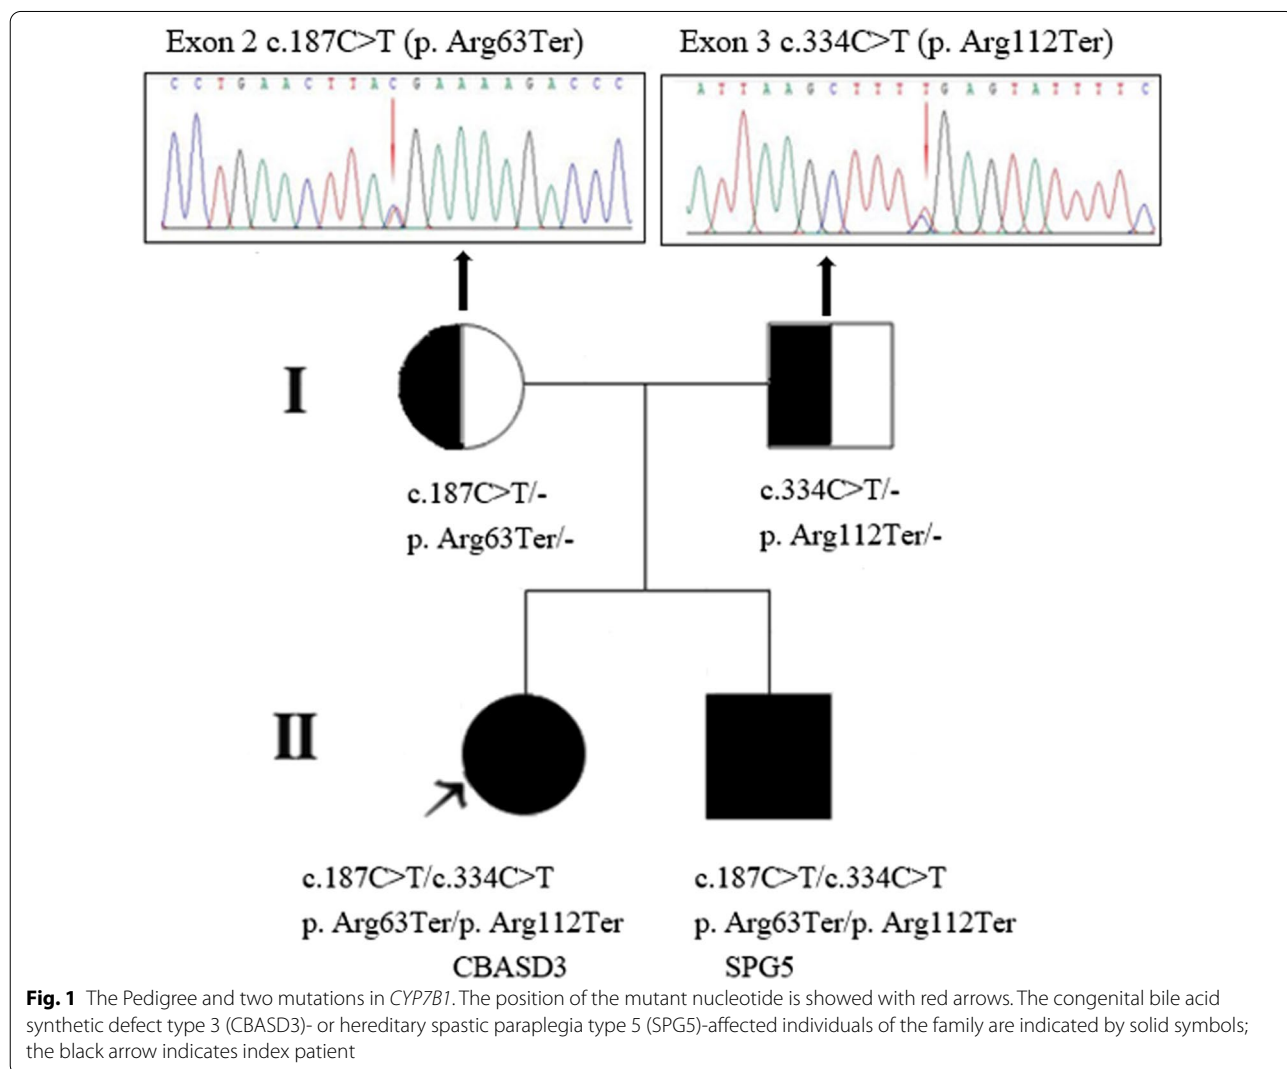 Exon 2 c.187C>T (p. Arg63Ter)
Exon 3 c.334C>T (p. Arg112Ter)
C C T G A A C T T A C G A A A A G A C C C
A T T A A G C T T T T G A G T A T T T T C
I
c.187C>T/-
p. Arg63Ter/-
c.334C>T/-
p. Arg112Ter/-
II
c.187C>T/c.334C>T
p. Arg63Ter/p. Arg112Ter
CBASD3
c.187C>T/c.334C>T
p. Arg63Ter/p. Arg112Ter
SPG5
Fig. 1 The Pedigree and two mutations in CYP7B1. The position of the mutant nucleotide is showed with red arrows. The congenital bile acid
synthetic defect type 3 (CBASD3)- or hereditary spastic paraplegia type 5 (SPG5)-affected individuals of the family are indicated by solid symbols;
the black arrow indicates index patient